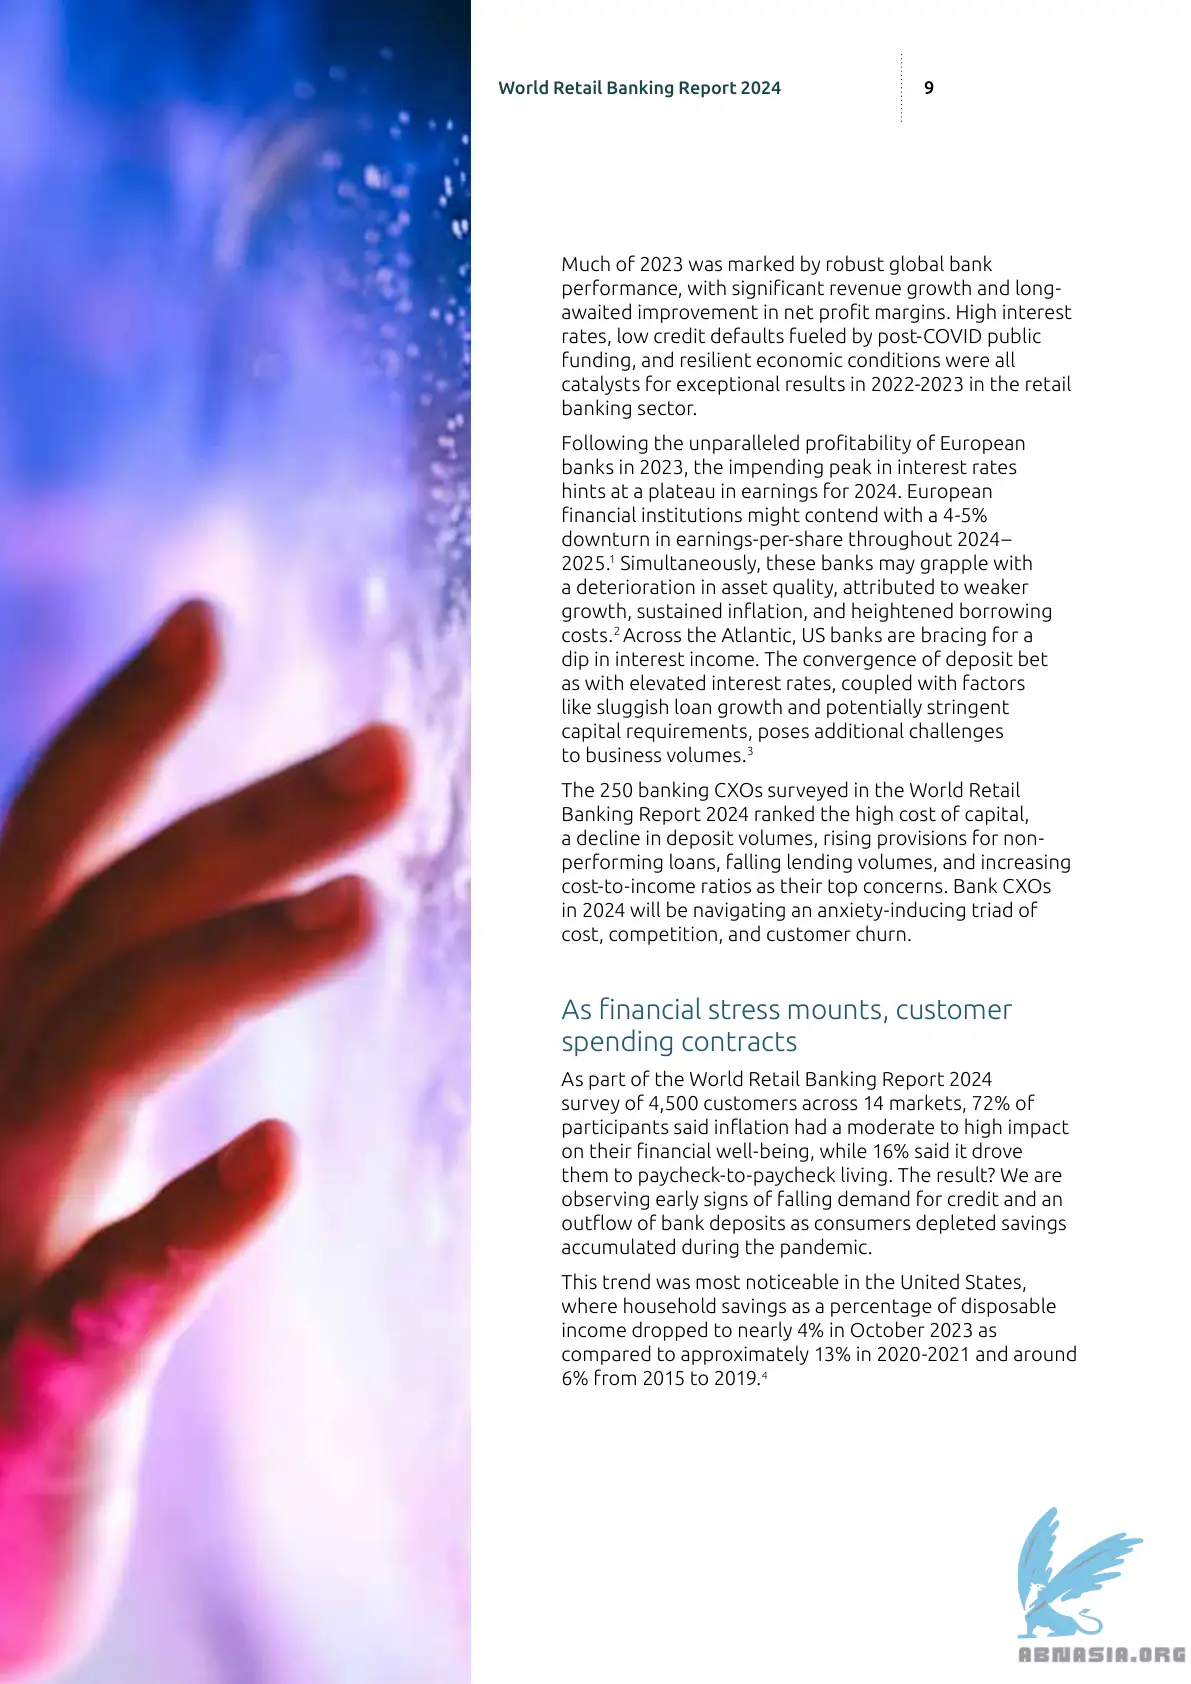 World Retail Banking Report 2024
9
Much of 2023 was marked by robust global bank
performance, with significant revenue growth and long-
awaited improvement in net profit margins. High interest
rates, low credit defaults fueled by post-COVID public
funding, and resilient economic conditions were all
catalysts for exceptional results in 2022-2023 in the retail
banking sector.
Following the unparalleled profitability of European
banks in 2023, the impending peak in interest rates
hints at a plateau in earnings for 2024. European
financial institutions might contend with a 4-5%
downturn in earnings-per-share throughout 2024–
2025.1 Simultaneously, these banks may grapple with
a deterioration in asset quality, attributed to weaker
growth, sustained inflation, and heightened borrowing
costs.2 Across the Atlantic, US banks are bracing for a
dip in interest income. The convergence of deposit bet
as with elevated interest rates, coupled with factors
like sluggish loan growth and potentially stringent
capital requirements, poses additional challenges
to business volumes.3
The 250 banking CXOs surveyed in the World Retail
Banking Report 2024 ranked the high cost of capital,
a decline in deposit volumes, rising provisions for non-
performing loans, falling lending volumes, and increasing
cost-to-income ratios as their top concerns. Bank CXOs
in 2024 will be navigating an anxiety-inducing triad of
cost, competition, and customer churn.
As financial stress mounts, customer
spending contracts
As part of the World Retail Banking Report 2024
survey of 4,500 customers across 14 markets, 72% of
participants said inflation had a moderate to high impact
on their financial well-being, while 16% said it drove
them to paycheck-to-paycheck living. The result? We are
observing early signs of falling demand for credit and an
outflow of bank deposits as consumers depleted savings
accumulated during the pandemic.
This trend was most noticeable in the United States,
where household savings as a percentage of disposable
income dropped to nearly 4% in October 2023 as
compared to approximately 13% in 2020-2021 and around
6% from 2015 to 2019.4
ABNASIA.ORG